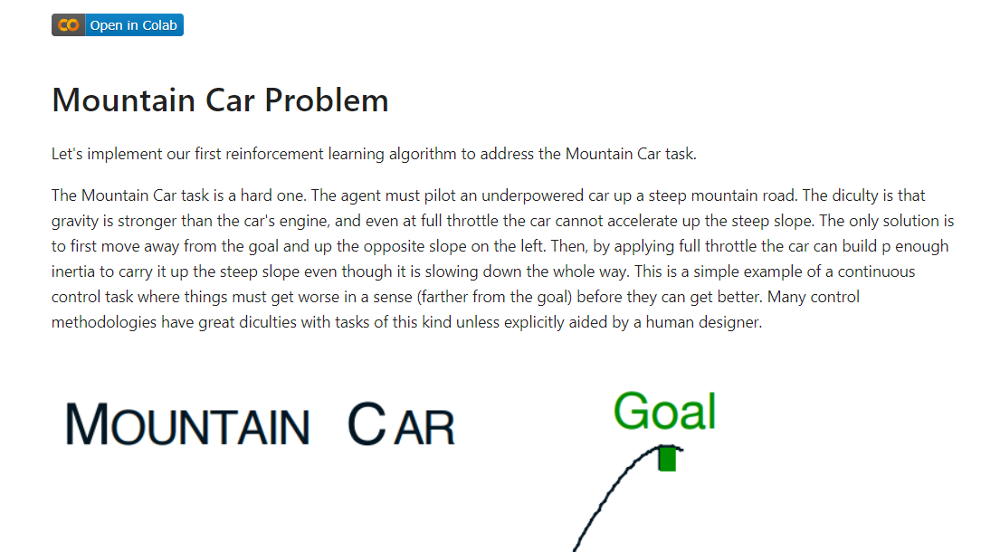 Open in Colab
Mountain Car Problem
Let's implement our first reinforcement learning algorithm to address the Mountain Car task.
The Mountain Car task is a hard one. The agent must pilot an underpowered car up a steep mountain road. The diculty is that
gravity is stronger than the car's engine, and even at full throttle the car cannot accelerate up the steep slope. The only solution is
to first move away from the goal and up the opposite slope on the left. Then, by applying full throttle the car can build p enough
inertia to carry it up the steep slope even though it is slowing down the whole way. This is a simple example of a continuous
control task where things must get worse in a sense (farther from the goal) before they can get better. Many control
methodologies have great diculties with tasks of this kind unless explicitly aided by a human designer.
MOUNTAIN CAR
Goal